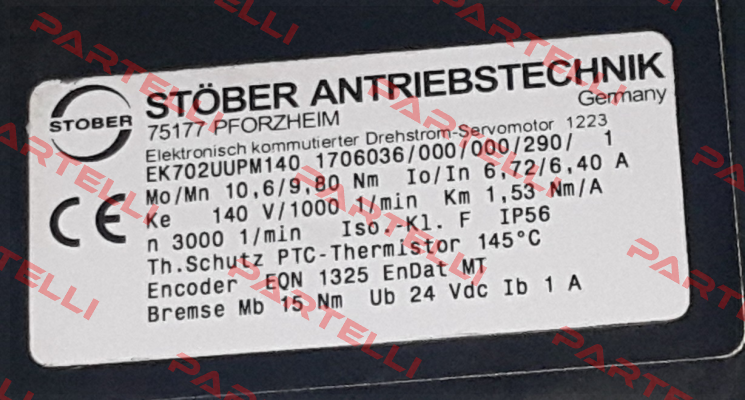 STÖBER ANTRIEBSTECHNIK
STOBER
75177 PFORZHEIM
Germany
Elektronisch kommutierter Drehstrom-Servomotor 1223
EK702UUPM140 1706036/000/000/290/ 1
Mo/Mn 10,6/9,80 Nm Io/In 6,72/6,40 A
Ke 140 V/1000 1/min Km 1,53 Nm/A
n 3000 1/min Iso.-Kl. F IP56
Th.Schutz PTC-Thermistor 145°C
Encoder EQN 1325 EnDat MT
Bremse Mb 15 Nm Ub 24 Vdc Ib 1 A
CE
PARTELLI